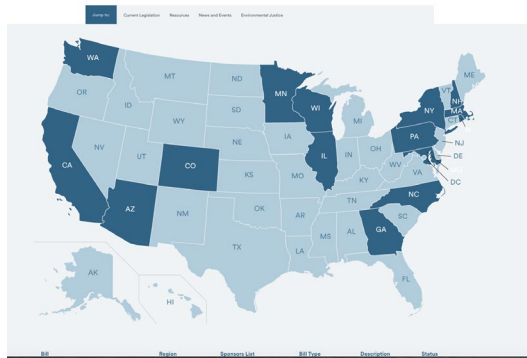 Jump to: Current Legislation Resources News and Events Environmental Justice
WA
MT
ND
MN
ME
OR
ID
SD
WI
VT
NH
NY
MA
WY
MI
CT
IA
PA
NE
NJ
NV
OH
IL
IN
DE
UT
CO
WV
CA
VA
KS
MO
KY
DC
NC
TN
AZ
OK
NM
AR
SC
MS
AL
GA
TX
LA
AK
FL
HI
Bill Region Sponsors List Bill Type Description Status